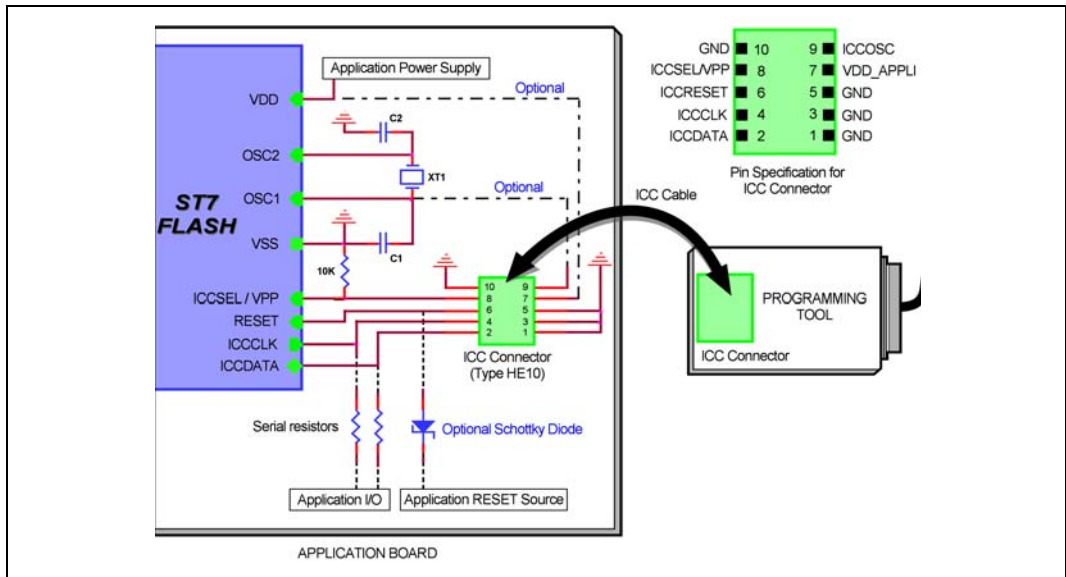 Application Power Supply
Optional
VDD
C2
OSC2
XT1
OSC1
Optional
ST7
FLASH
VSS
C1
10K
ICCSEL / VPP
RESET
ICCCLK
ICCDATA
10 9
8 7
6 5
4 3
2 1
ICC Connector
(Type HE10)
Serial resistors
Optional Schottky Diode
Application I/O
Application RESET Source
APPLICATION BOARD
GND 10 9 ICCOSC
ICCSEL/VPP 8 7 VDD_APPLI
ICCRESET 6 5 GND
ICCCLK 4 3 GND
ICCDATA 2 1 GND
Pin Specification for
ICC Connector
ICC Cable
PROGRAMMING
TOOL
ICC Connector